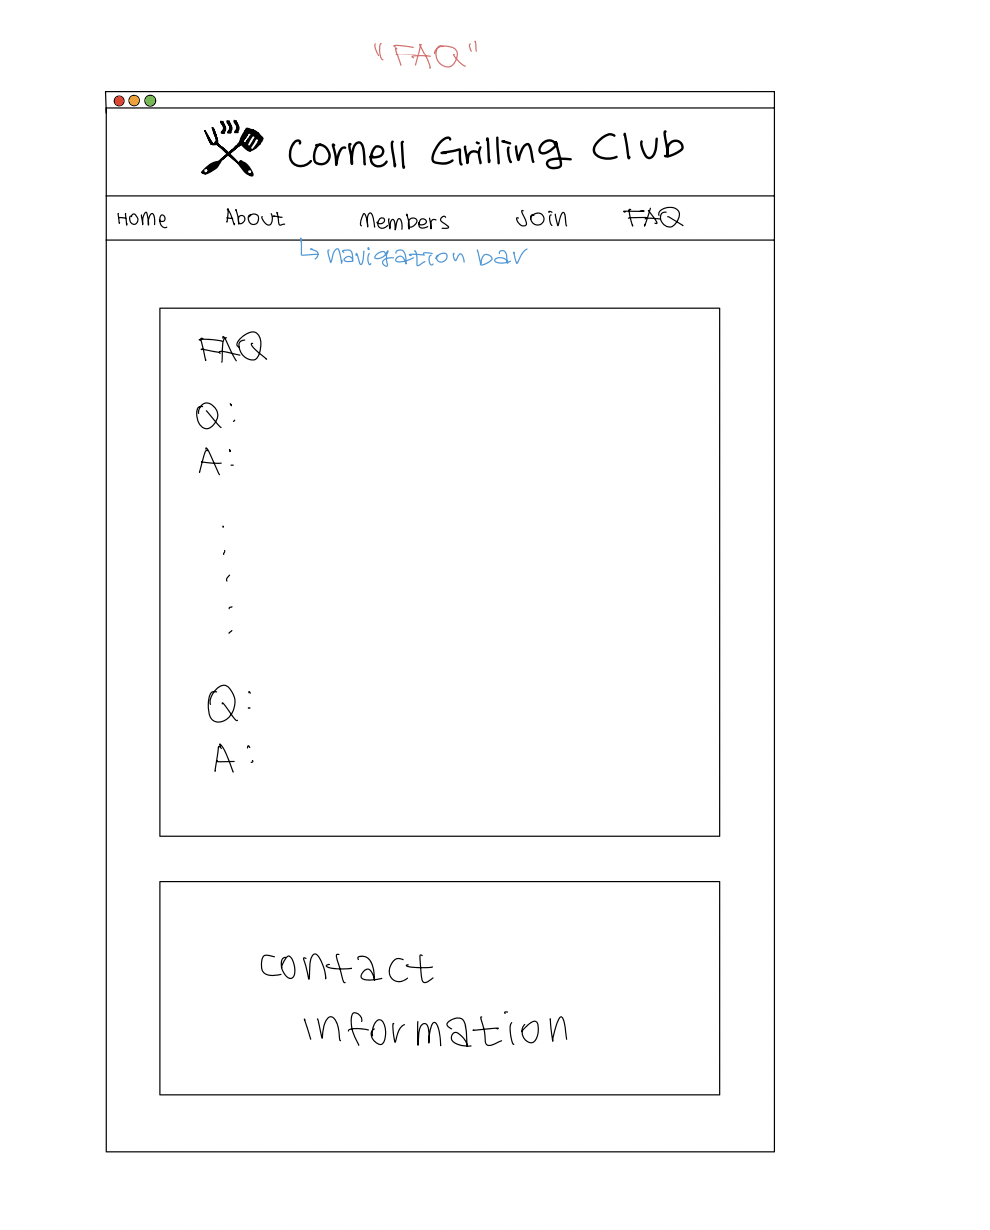 "FAQ"
Cornell Grilling Club
Home About Members Join FAQ
navigation bar
FAQ
Q:
A:
Q:
A:
contact
information